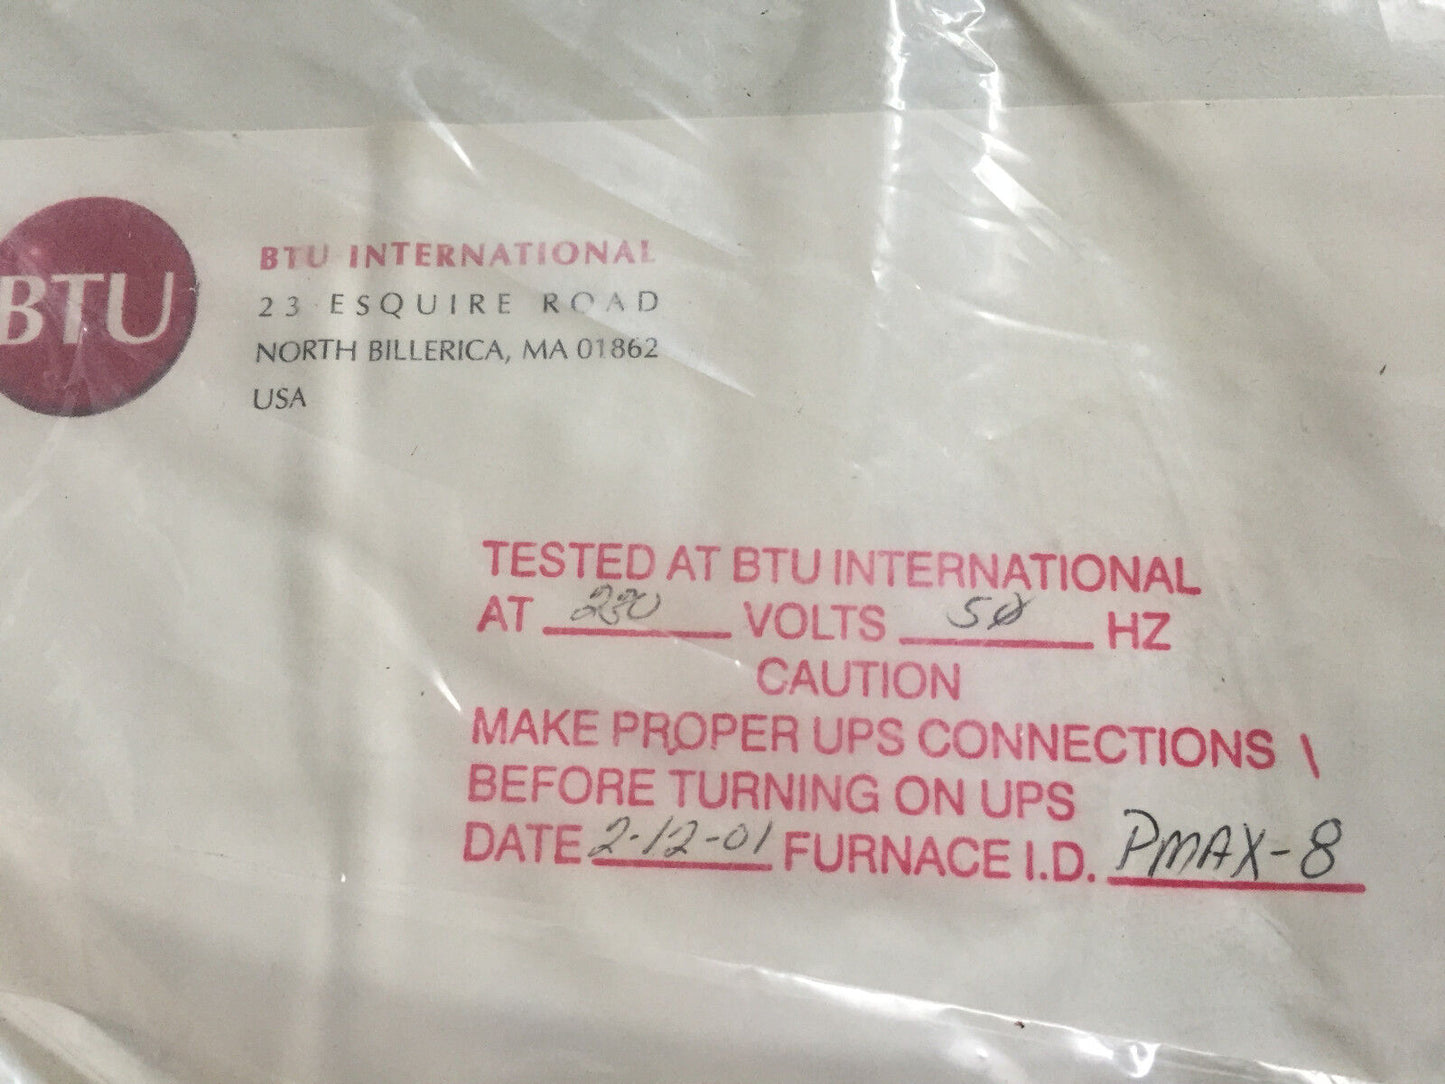 BTU
BTU INTERNATIONAL
23 ESQUIRE ROAD
NORTH BILLERICA, MA 01862
USA
TESTED AT BTU INTERNATIONAL
AT 230 VOLTS 50 HZ
CAUTION
MAKE PROPER UPS CONNECTIONS \
BEFORE TURNING ON UPS
DATE 2-12-01 FURNACE I.D. PMAX-8